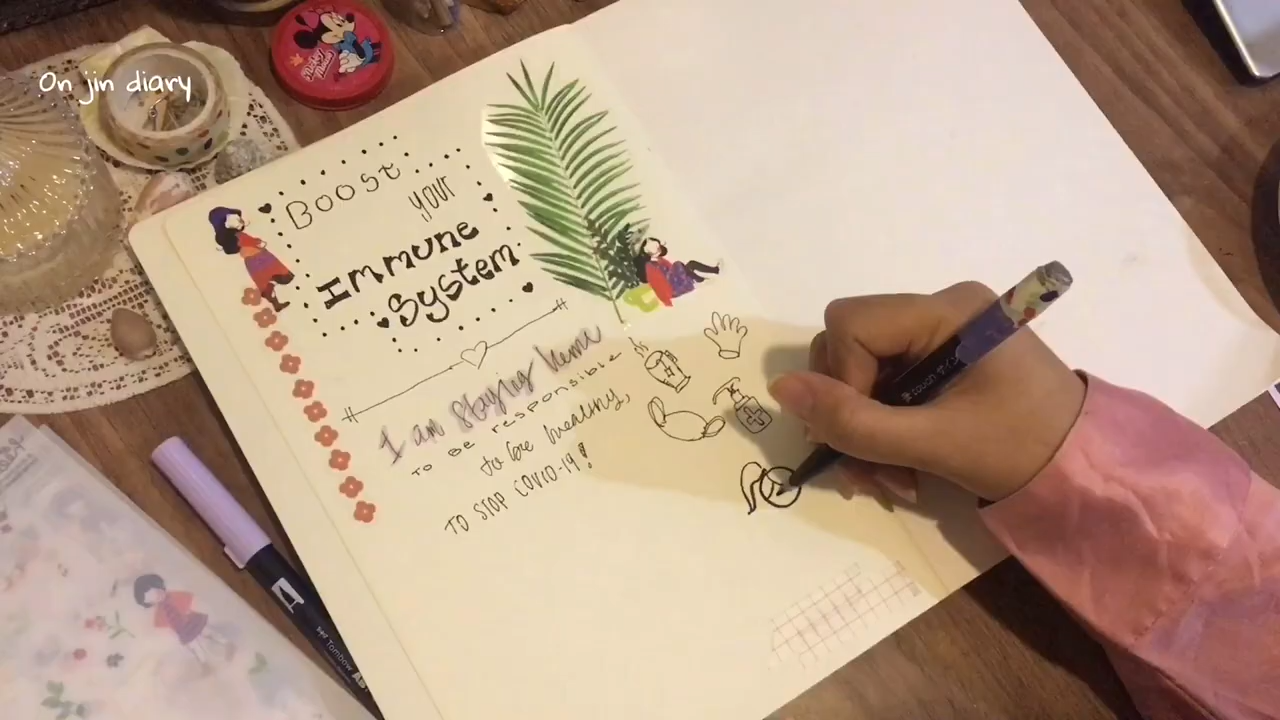 On jin diary
Boost
your
Immune
System
I am staying home
TO BE responsible
to be healthy,
TO STOP COVID-19!
Tombow